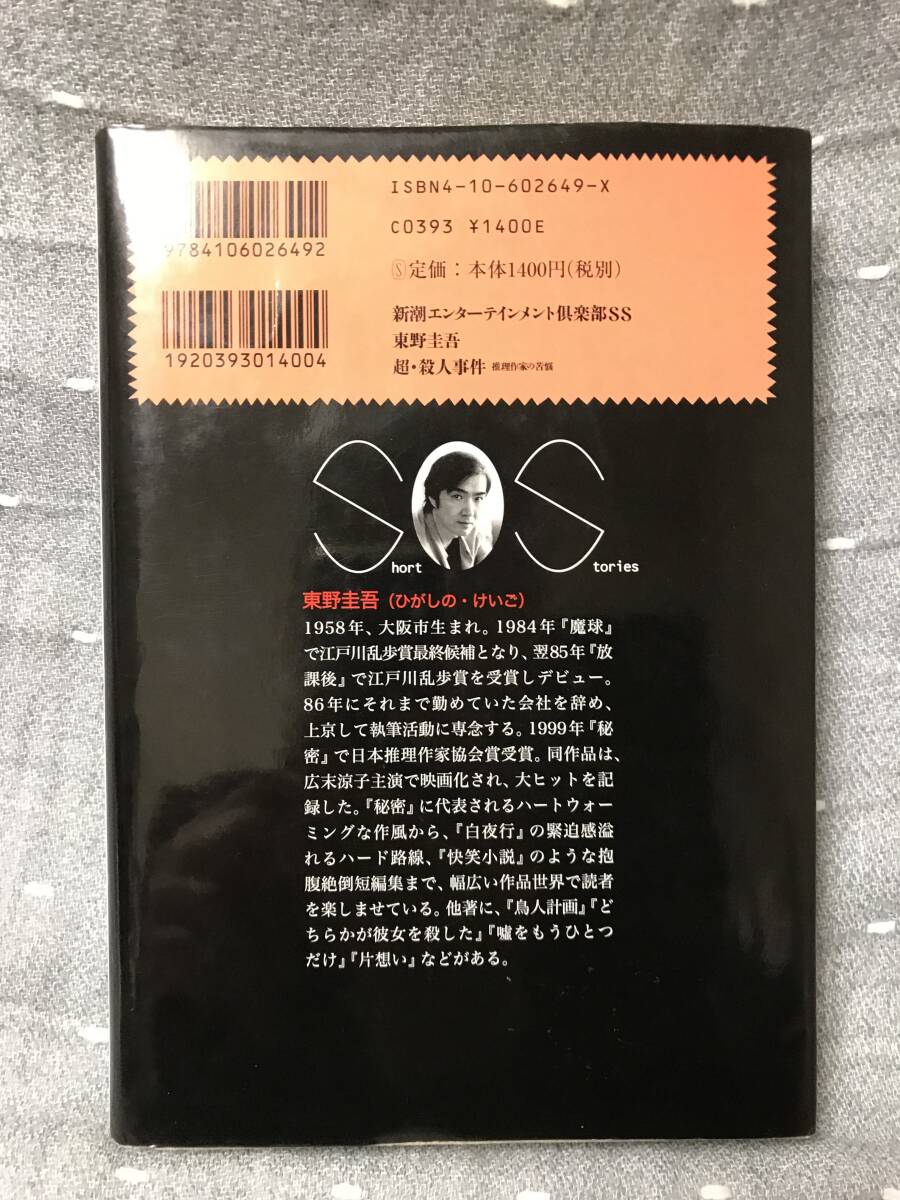 ISBN4-10-602649-X
9784106026492
C0393 ¥1400E
Ⓢ定価：本体1400円(税別)
1920393014004
新潮エンターテインメント倶楽部SS
東野圭吾
超・殺人事件 推理作家の苦悩
Short Stories
東野圭吾（ひがしの・けいご）
1958年、大阪市生まれ。1984年『魔球』
で江戸川乱歩賞最終候補となり、翌85年『放
課後』で江戸川乱歩賞を受賞しデビュー。
86年にそれまで勤めていた会社を辞め、
上京して執筆活動に専念する。1999年『秘
密』で日本推理作家協会賞受賞。同作品は、
広末涼子主演で映画化され、大ヒットを記
録した。『秘密』に代表されるハートウォー
ミングな作風から、『白夜行』の緊迫感溢
れるハード路線、『快笑小説』のような抱
腹絶倒短編集まで、幅広い作品世界で読者
を楽しませている。他著に、『鳥人計画』『ど
ちらかが彼女を殺した』『嘘をもうひとつ
だけ』『片想い』などがある。